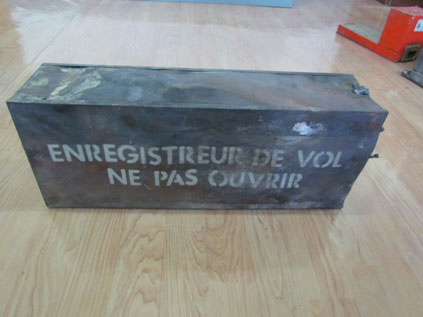 ENREGISTREUR DE VOL
NE PAS OUVRIR